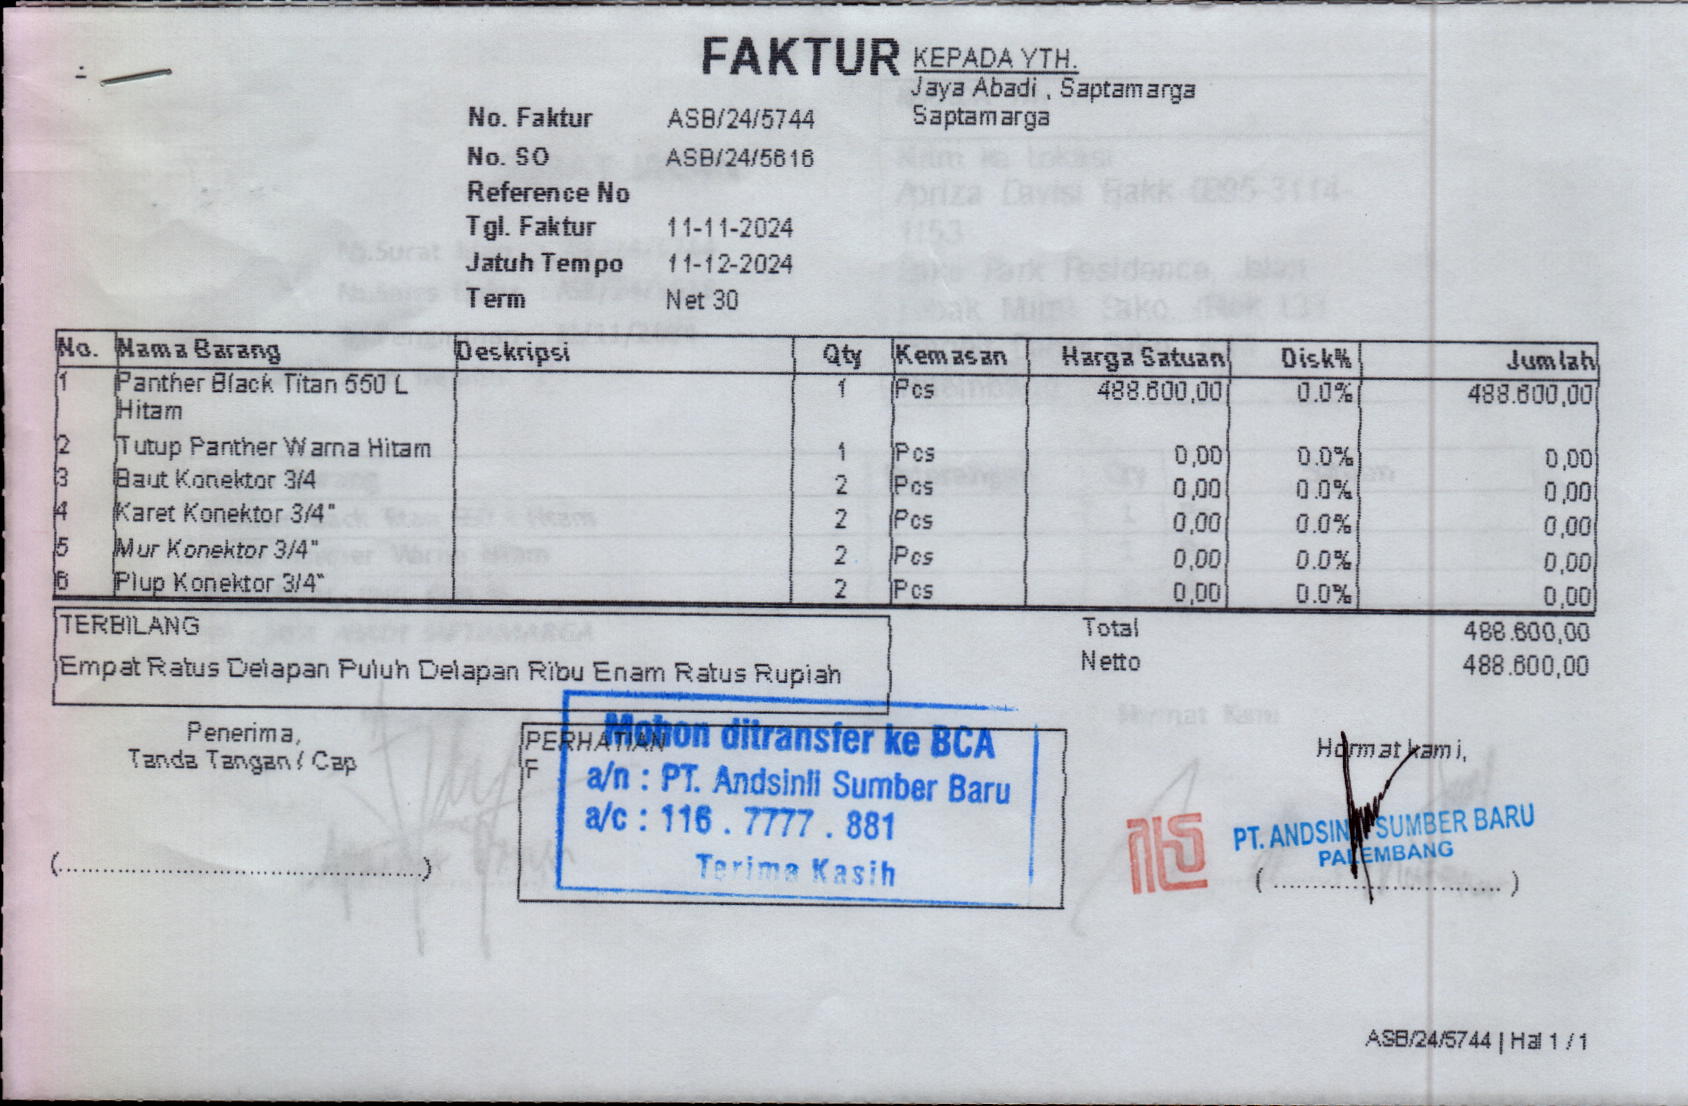 FAKTUR
KEPADA YTH.
Jaya Abadi , Saptamarga
Saptamarga
No. Faktur ASB/24/5744
No. SO ASB/24/5616
Reference No
Tgl. Faktur 11-11-2024
Jatuh Tempo 11-12-2024
Term Net 30
No. Nama Barang Deskripsi Qty Kemasan Harga Satuan Disk% Jumlah
1 Panther Black Titan 550 L 1 Pcs 488.600,00 0.0% 488.600,00
Hitam
2 Tutup Panther Warna Hitam 1 Pcs 0,00 0.0% 0,00
3 Baut Konektor 3/4 2 Pcs 0,00 0.0% 0,00
4 Karet Konektor 3/4" 2 Pcs 0,00 0.0% 0,00
5 Mur Konektor 3/4" 2 Pcs 0,00 0.0% 0,00
6 Plup Konektor 3/4" 2 Pcs 0,00 0.0% 0,00
TERBILANG
Empat Ratus Delapan Puluh Delapan Ribu Enam Ratus Rupiah
Total 488.600,00
Netto 488.600,00
Penerima,
Tanda Tangan / Cap
(........................................)
PERHATIAN
F
Mohon ditransfer ke BCA
a/n : PT. Andsinli Sumber Baru
a/c : 116 . 7777 . 881
Terima Kasih
Hormat kami,
PT. ANDSINLI SUMBER BARU
PALEMBANG
( ............................ )
ASB/24/5744 | Hal 1 / 1